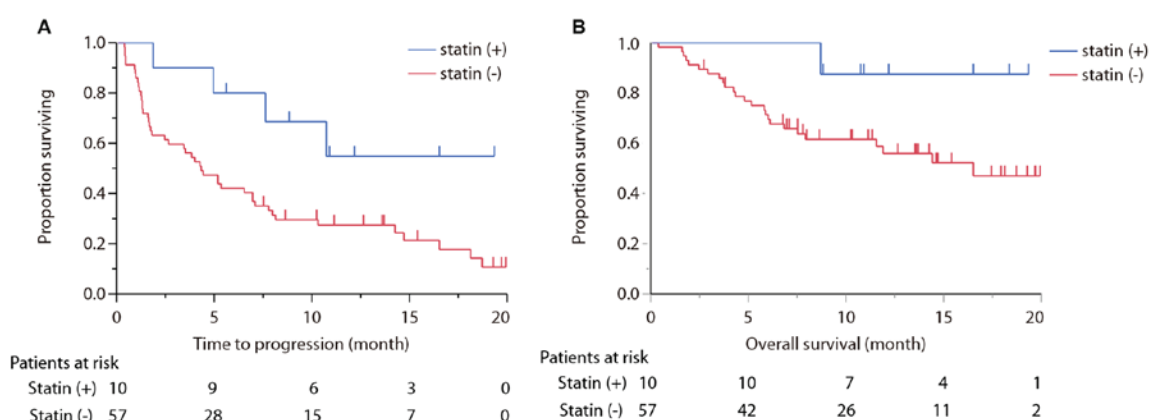 A
1.0
0.8
0.6
0.4
0.2
0.0
Proportion surviving
statin (+)
statin (-)
0 5 10 15 20
Time to progression (month)
Patients at risk
Statin (+) 10 9 6 3 0
Statin (-) 57 28 15 7 0
B
1.0
0.8
0.6
0.4
0.2
0.0
Proportion surviving
statin (+)
statin (-)
0 5 10 15 20
Overall survival (month)
Patients at risk
Statin (+) 10 10 7 4 1
Statin (-) 57 42 26 11 2